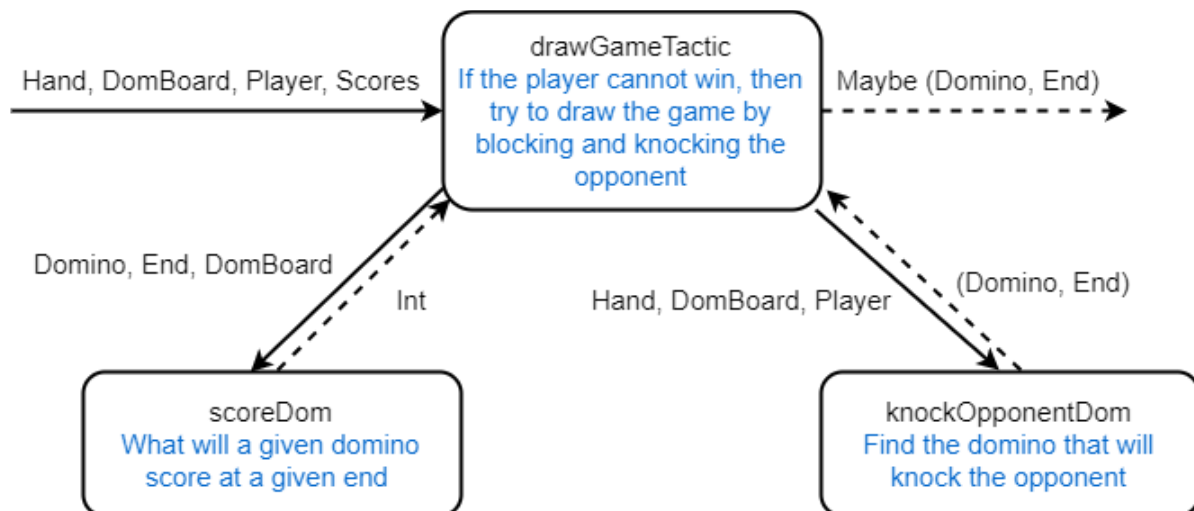 drawGameTactic
If the player cannot win, then
try to draw the game by
blocking and knocking the
opponent
Hand, DomBoard, Player, Scores
Maybe (Domino, End)
Domino, End, DomBoard
Int
Hand, DomBoard, Player
(Domino, End)
scoreDom
What will a given domino
score at a given end
knockOpponentDom
Find the domino that will
knock the opponent